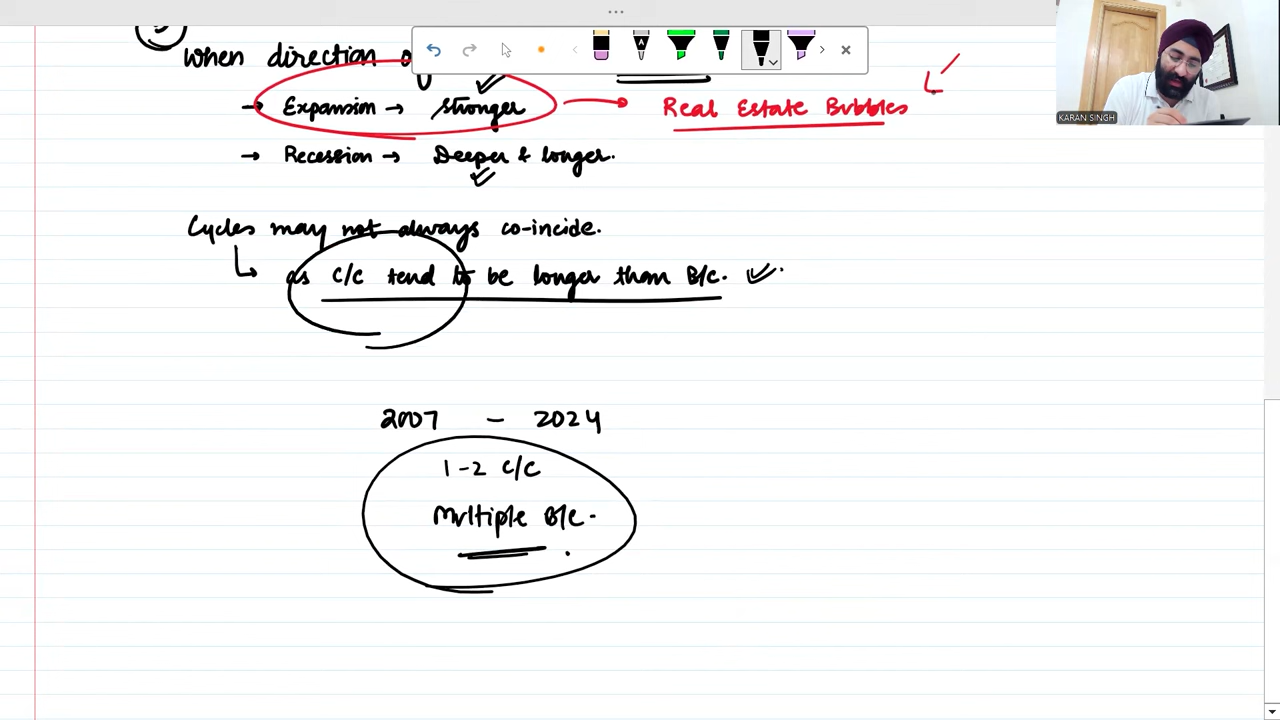 When direction
→ Expansion → stronger → Real Estate Bubbles
→ Recession → Deeper & longer.
KARAN SINGH
Cycles may not always co-incide.
as C/C tend to be longer than B/C.
2007 - 2024
1-2 C/C
Multiple B/C.